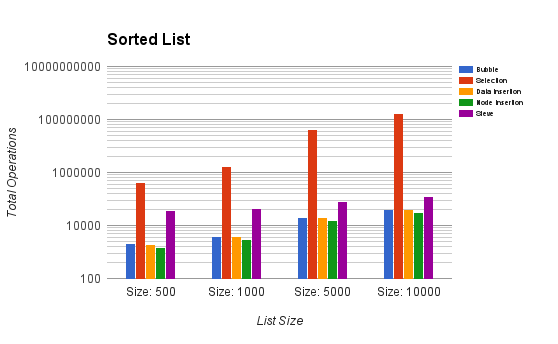 Sorted List
10000000000
100000000
1000000
10000
100
Total Operations
Size: 500
Size: 1000
Size: 5000
Size: 10000
List Size
Bubble
Selection
Data Insertion
Node Insertion
Sieve